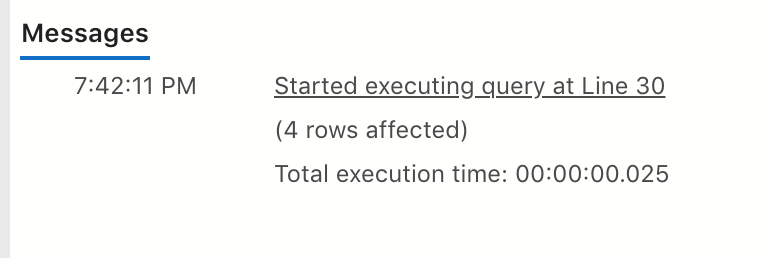 Messages
7:42:11 PM Started executing query at Line 30
(4 rows affected)
Total execution time: 00:00:00.025